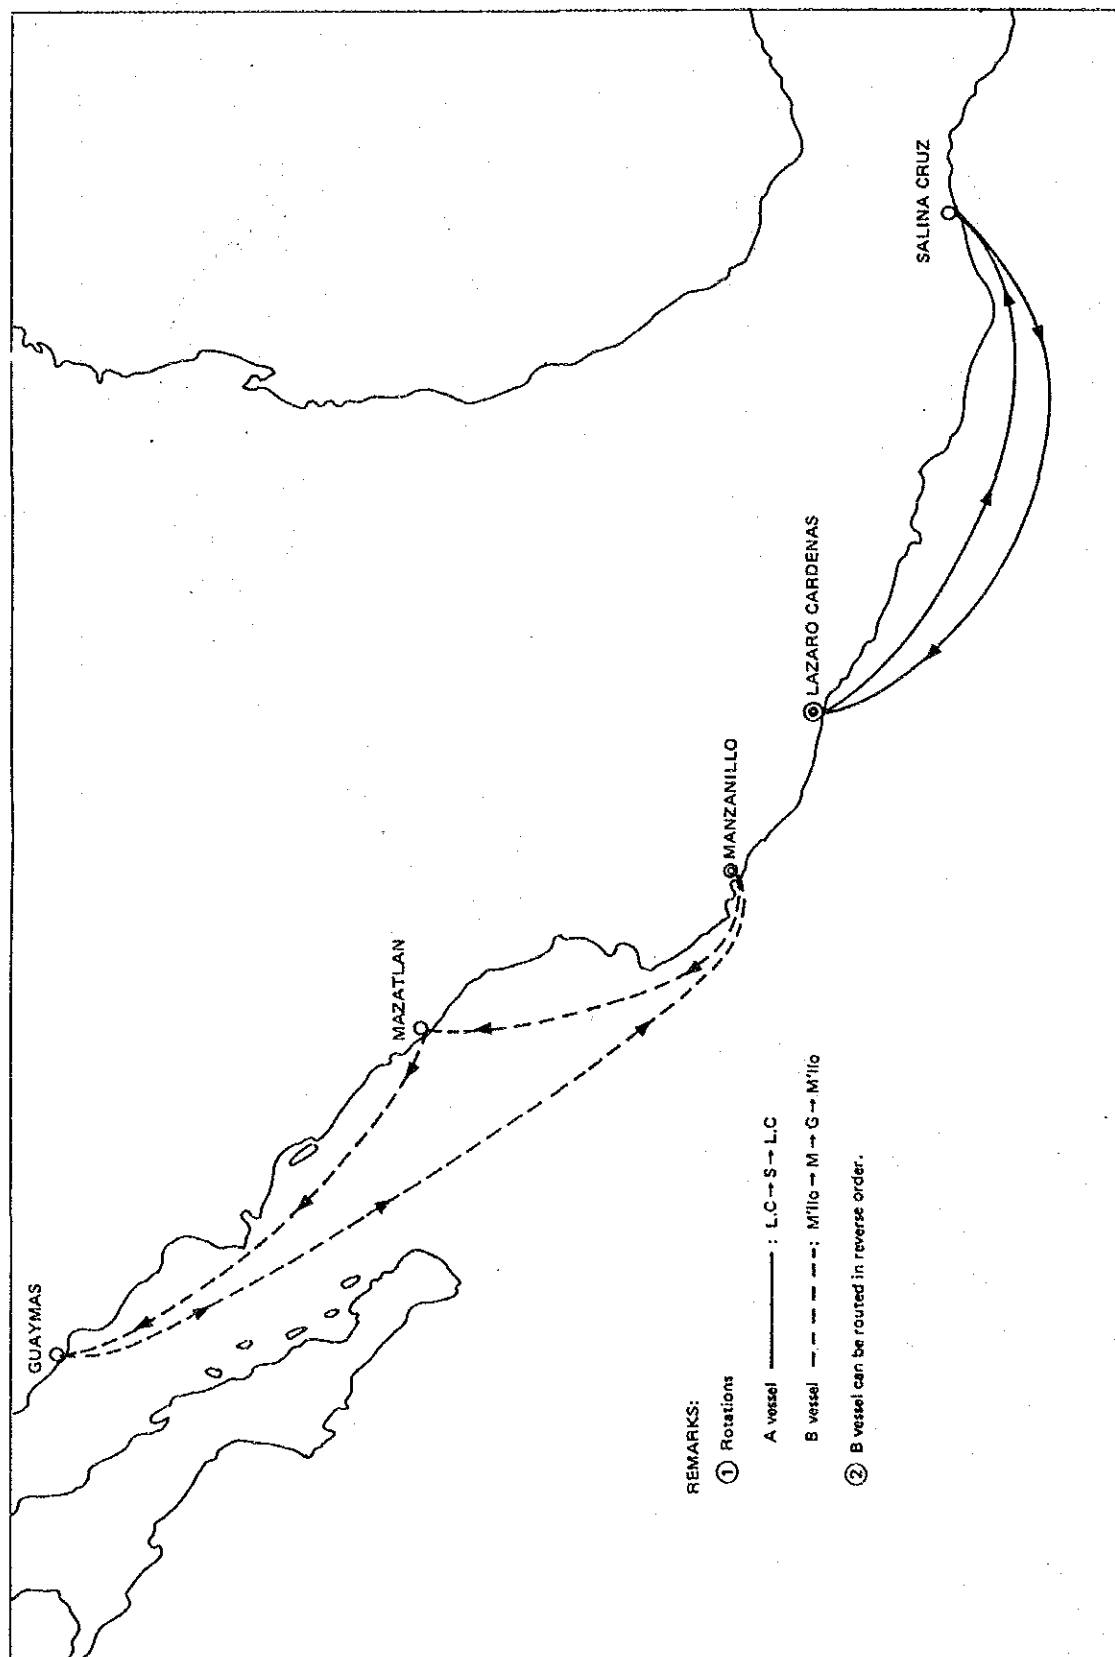 GUAYMAS
MAZATLAN
MANZANILLO
LAZARO CARDENAS
SALINA CRUZ
REMARKS:
① Rotations
A vessel ———— : L.C → S → L.C
B vessel — — — — — : M'llo → M → G → M'llo
② B vessel can be routed in reverse order.